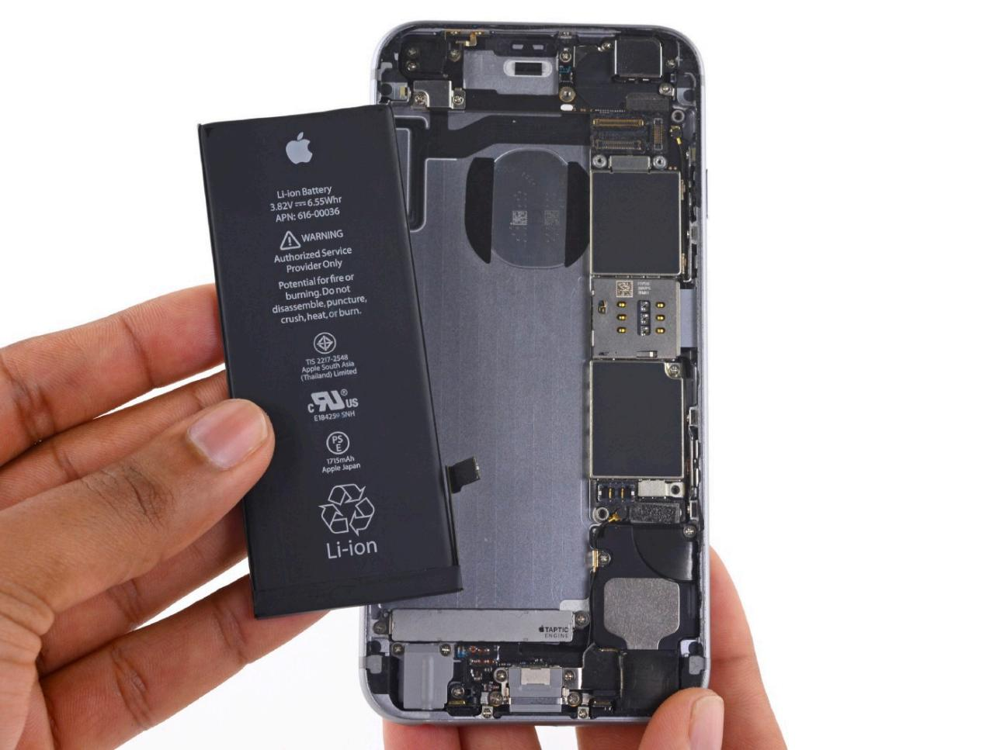 Li-ion Battery
3.82V ⎓ 6.55Whr
APN: 616-00036
WARNING
Authorized Service
Provider Only
Potential for fire or
burning. Do not
disassemble, puncture,
crush, heat, or burn.
TIS 2217-2548
Apple South Asia
(Thailand) Limited
c RU ® US
E184259 SNH
PS
E
1715mAh
Apple Japan
Li-ion
TAPTIC
ENGINE